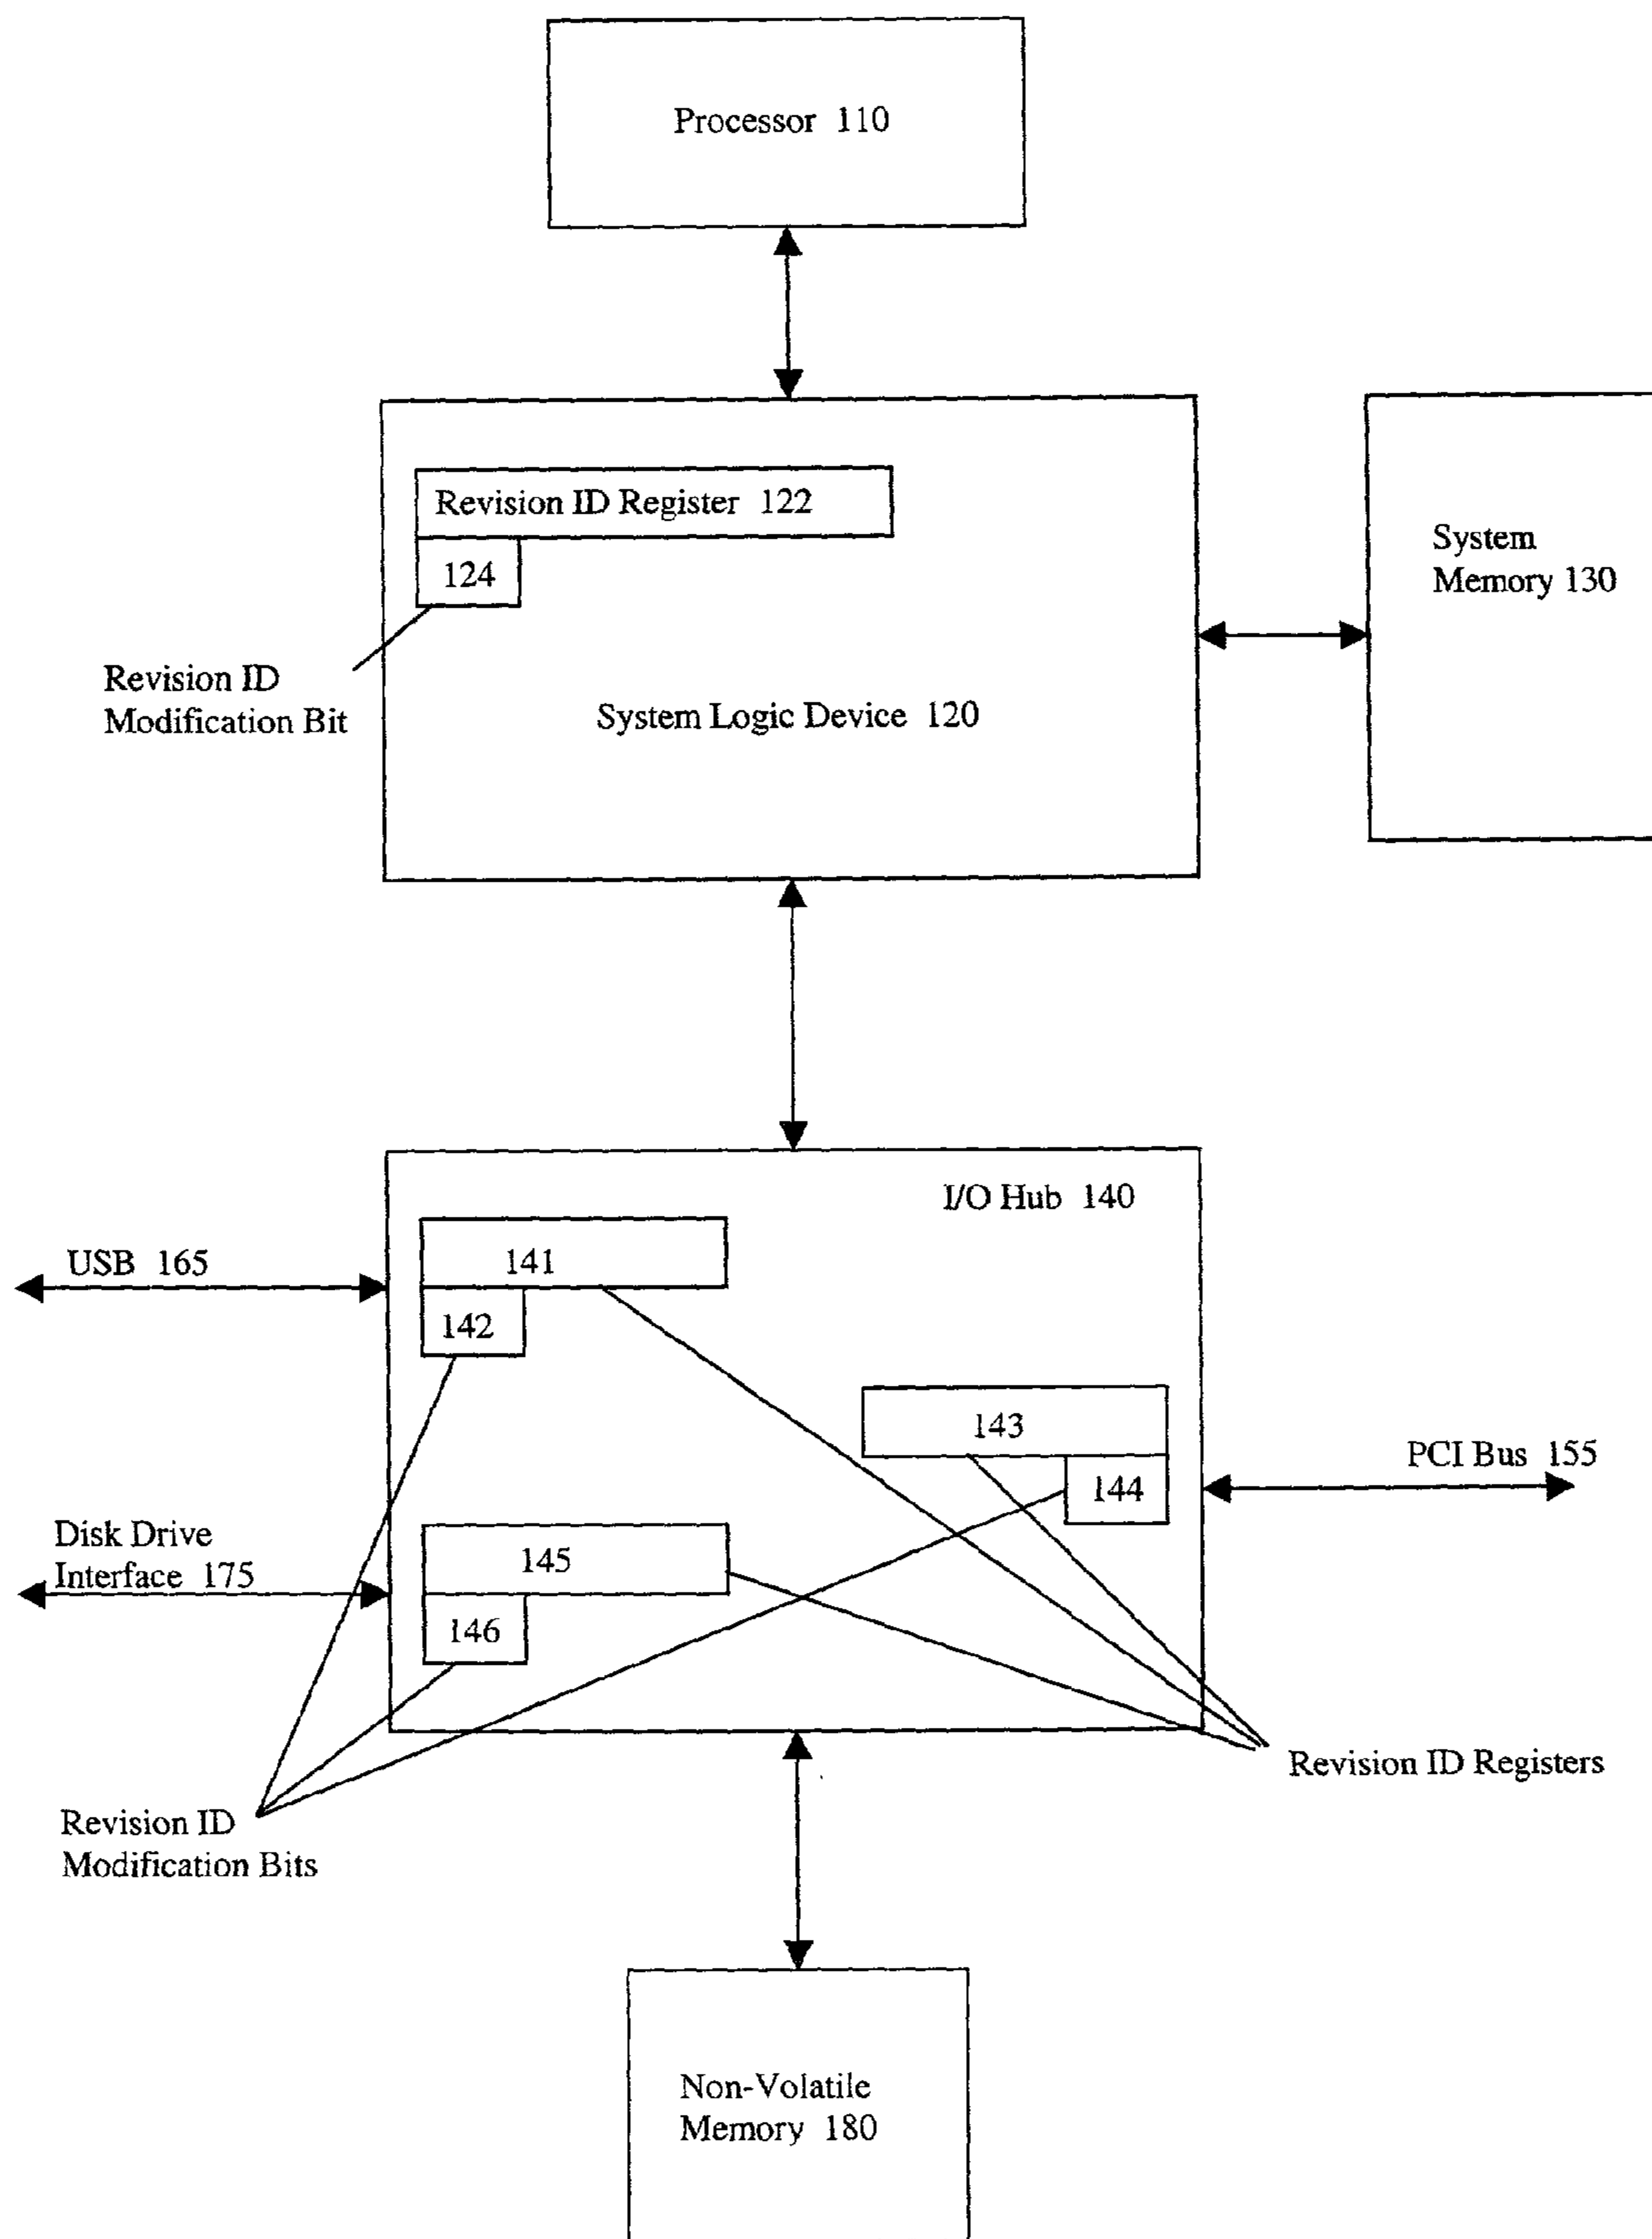 Processor 110
Revision ID Register 122
124
System
Memory 130
Revision ID
Modification Bit
System Logic Device 120
I/O Hub 140
USB 165
141
142
143
PCI Bus 155
144
Disk Drive
Interface 175
145
146
Revision ID Registers
Revision ID
Modification Bits
Non-Volatile
Memory 180